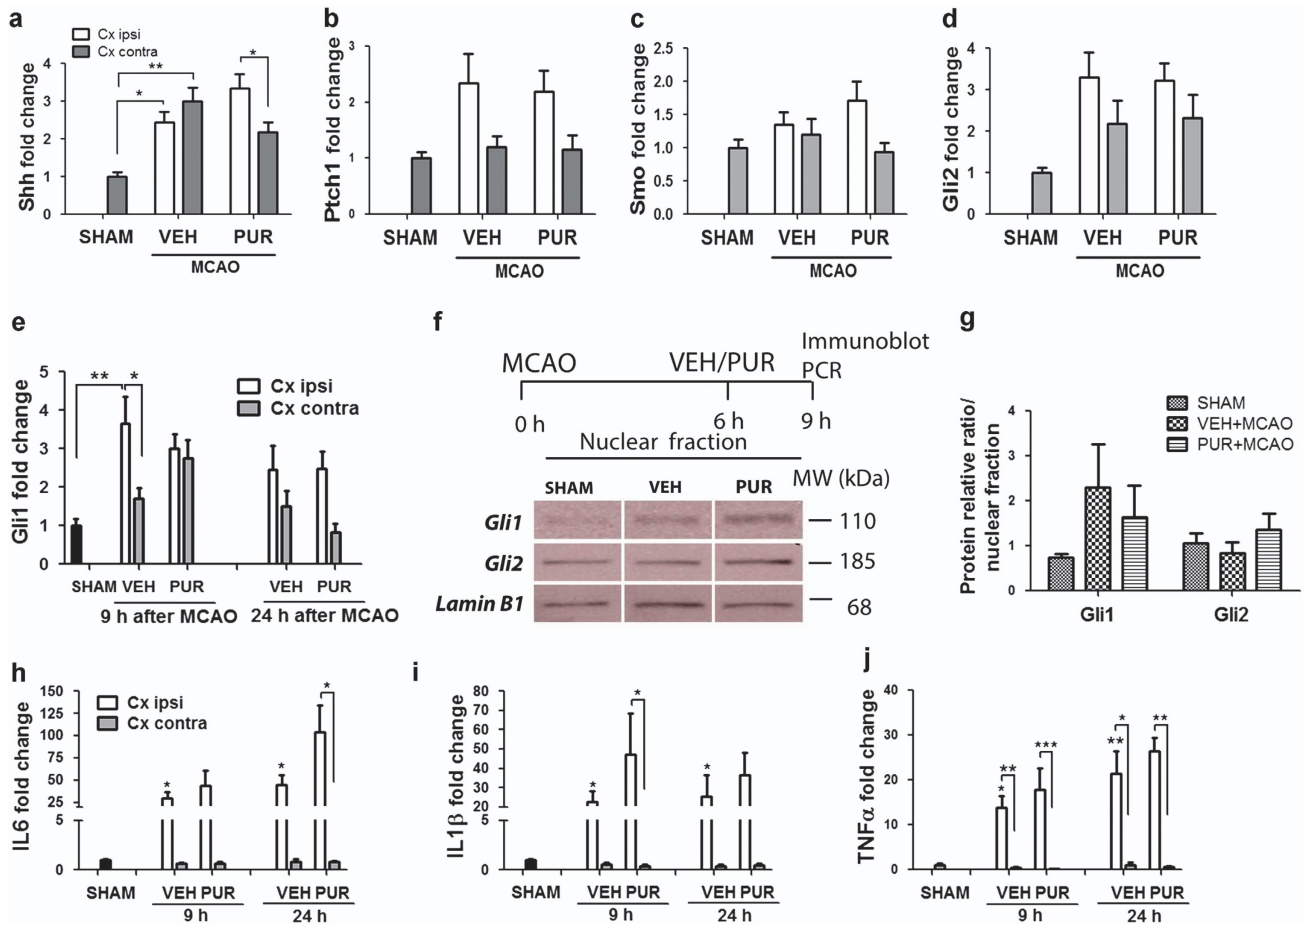 a
Cx ipsi
Cx contra
Shh fold change
4
3
2
1
0
*
**
*
SHAM VEH PUR
MCAO
b
Ptch1 fold change
3
2
1
0
SHAM VEH PUR
MCAO
c
Smo fold change
2.5
2.0
1.5
1.0
0.5
0.0
SHAM VEH PUR
MCAO
d
Gli2 fold change
4
3
2
1
0
SHAM VEH PUR
MCAO
e
Gli1 fold change
5
4
3
2
1
0
** *
Cx ipsi
Cx contra
SHAM VEH PUR VEH PUR
9 h after MCAO 24 h after MCAO
f
MCAO VEH/PUR Immunoblot
PCR
0 h 6 h 9 h
Nuclear fraction
SHAM VEH PUR MW (kDa)
Gli1 110
Gli2 185
Lamin B1 68
g
SHAM
VEH+MCAO
PUR+MCAO
Protein relative ratio/
nuclear fraction
4
3
2
1
0
Gli1 Gli2
h
IL6 fold change
150
125
100
75
50
25
5
0
Cx ipsi
Cx contra
*
*
*
SHAM VEH PUR VEH PUR
9 h 24 h
i
IL1β fold change
80
70
60
50
40
30
20
5
0
*
*
*
SHAM VEH PUR VEH PUR
9 h 24 h
j
TNFα fold change
40
30
20
10
0
*
**
***
**
*
**
SHAM VEH PUR VEH PUR
9 h 24 h